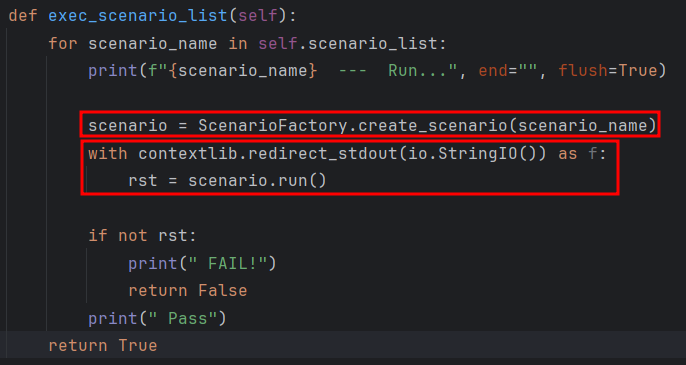 def exec_scenario_list(self):
    for scenario_name in self.scenario_list:
        print(f"{scenario_name}  ---  Run...", end="", flush=True)
        scenario = ScenarioFactory.create_scenario(scenario_name)
        with contextlib.redirect_stdout(io.StringIO()) as f:
            rst = scenario.run()
        if not rst:
            print(" FAIL!")
            return False
        print(" Pass")
    return True